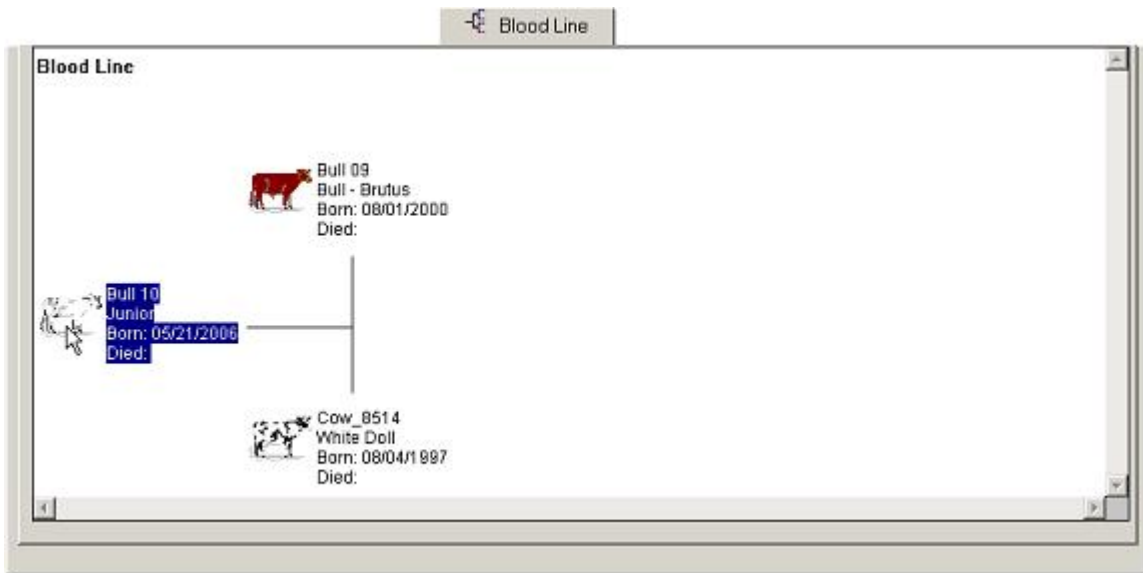 Blood Line
Blood Line
Bull 09
Bull - Brutus
Born: 08/01/2000
Died:
Bull 10
Junior
Born: 05/21/2006
Died:
Cow_8514
White Doll
Born: 08/04/1997
Died: